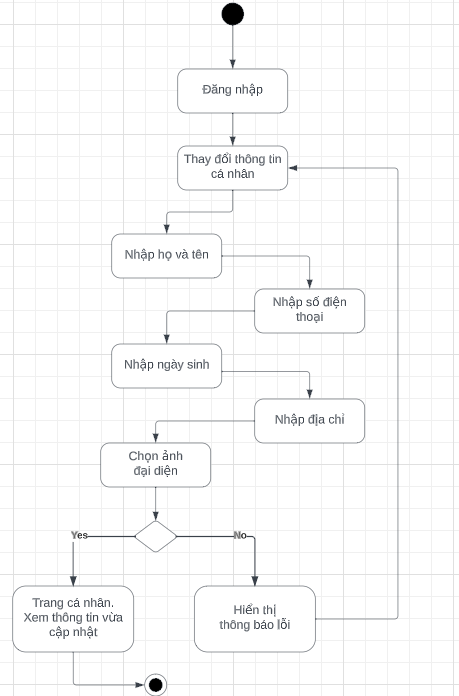 Đăng nhập
Thay đổi thông tin
cá nhân
Nhập họ và tên
Nhập số điện
thoại
Nhập ngày sinh
Nhập địa chỉ
Chọn ảnh
đại diện
Yes
No
Trang cá nhân.
Xem thông tin vừa
cập nhật
Hiển thị
thông báo lỗi